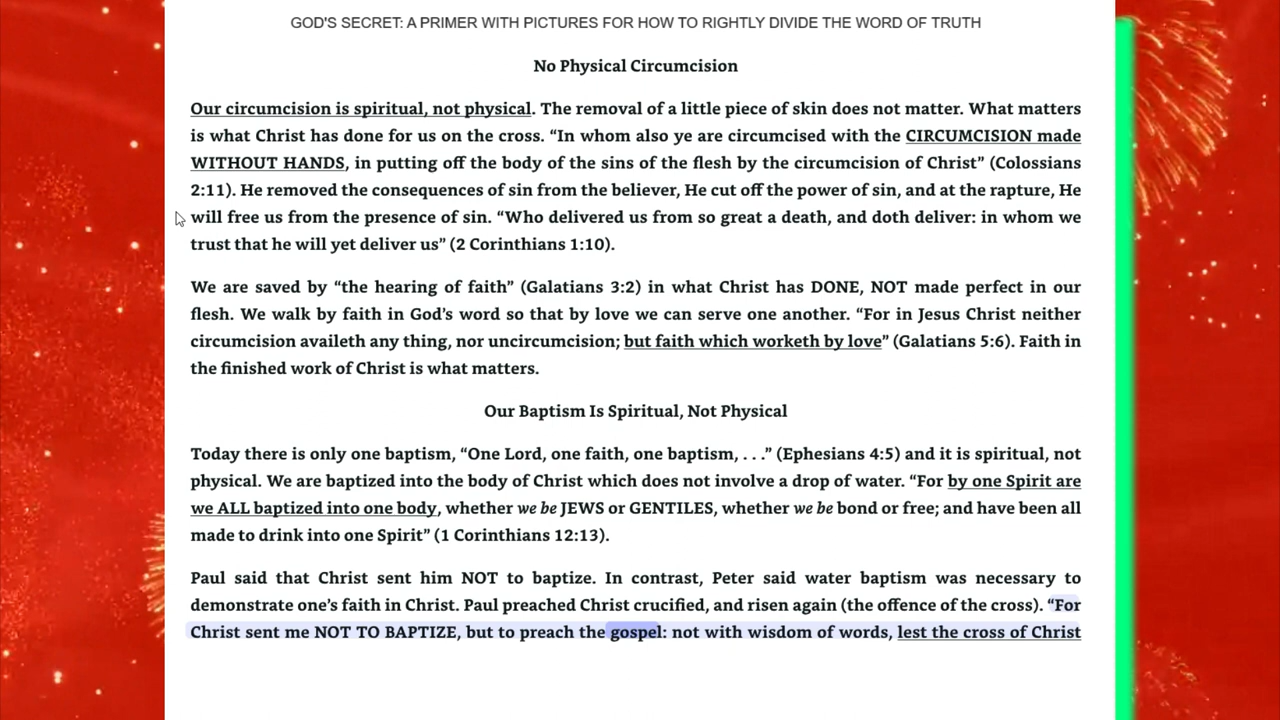 GOD'S SECRET: A PRIMER WITH PICTURES FOR HOW TO RIGHTLY DIVIDE THE WORD OF TRUTH
No Physical Circumcision
Our circumcision is spiritual, not physical. The removal of a little piece of skin does not matter. What matters
is what Christ has done for us on the cross. “In whom also ye are circumcised with the CIRCUMCISION made
WITHOUT HANDS, in putting off the body of the sins of the flesh by the circumcision of Christ” (Colossians
2:11). He removed the consequences of sin from the believer, He cut off the power of sin, and at the rapture, He
will free us from the presence of sin. “Who delivered us from so great a death, and doth deliver: in whom we
trust that he will yet deliver us” (2 Corinthians 1:10).
We are saved by “the hearing of faith” (Galatians 3:2) in what Christ has DONE, NOT made perfect in our
flesh. We walk by faith in God’s word so that by love we can serve one another. “For in Jesus Christ neither
circumcision availeth any thing, nor uncircumcision; but faith which worketh by love” (Galatians 5:6). Faith in
the finished work of Christ is what matters.
Our Baptism Is Spiritual, Not Physical
Today there is only one baptism, “One Lord, one faith, one baptism, . . .” (Ephesians 4:5) and it is spiritual, not
physical. We are baptized into the body of Christ which does not involve a drop of water. “For by one Spirit are
we ALL baptized into one body, whether we be JEWS or GENTILES, whether we be bond or free; and have been all
made to drink into one Spirit” (1 Corinthians 12:13).
Paul said that Christ sent him NOT to baptize. In contrast, Peter said water baptism was necessary to
demonstrate one’s faith in Christ. Paul preached Christ crucified, and risen again (the offence of the cross). “For
Christ sent me NOT TO BAPTIZE, but to preach the gospel: not with wisdom of words, lest the cross of Christ